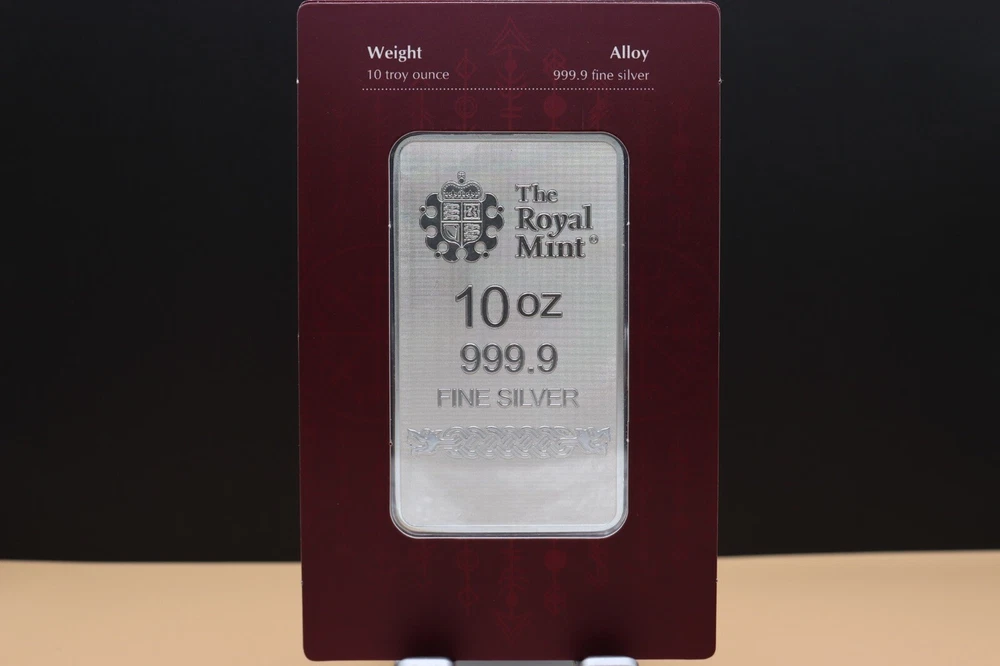 Weight Alloy
10 troy ounce 999.9 fine silver
The
Royal
Mint®
10 oz
999.9
FINE SILVER